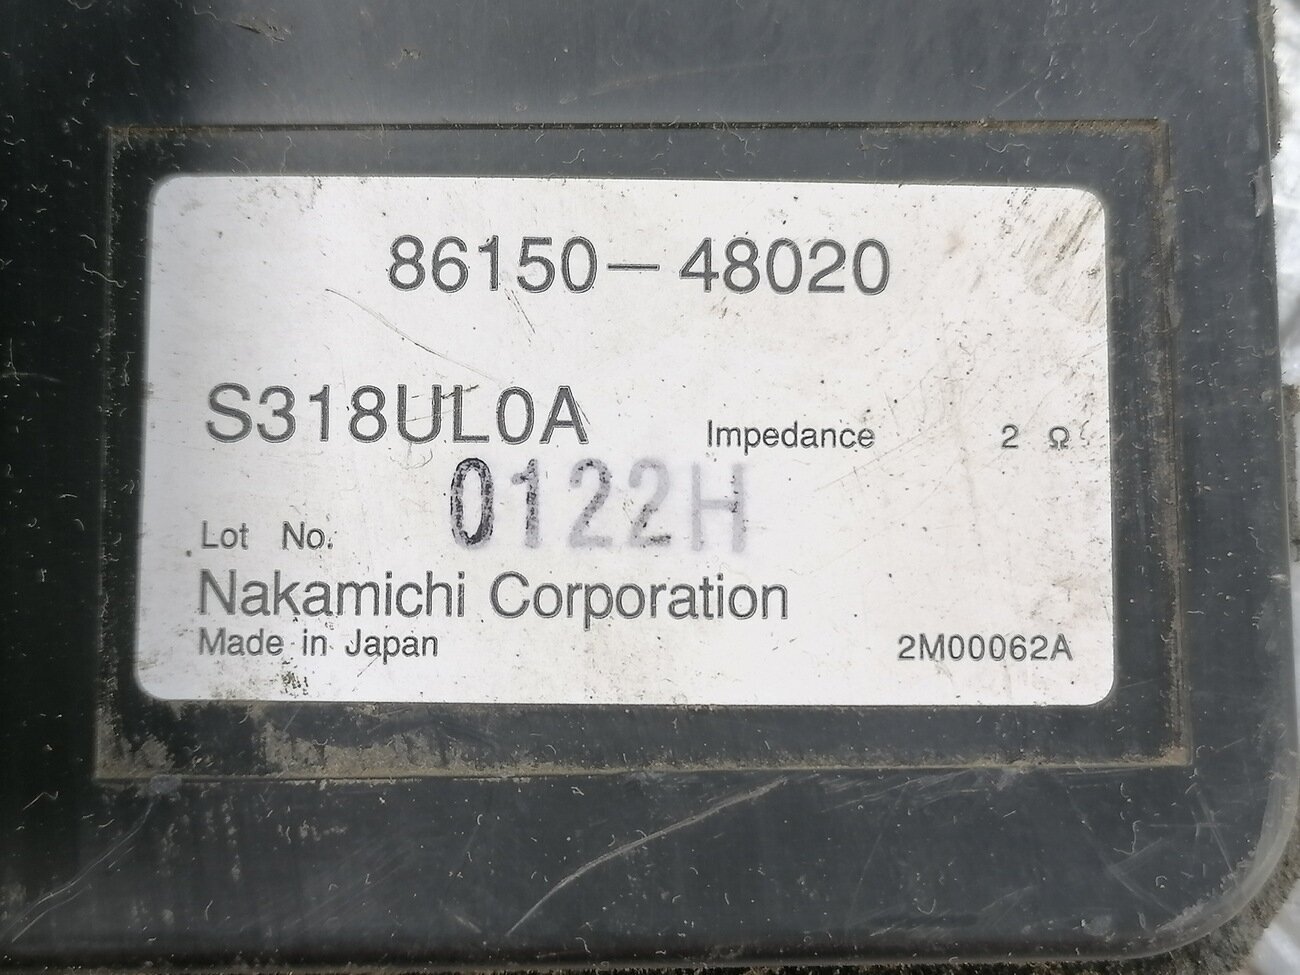 86150-48020
S318UL0A Impedance 2 Ω
Lot No. 0122H
Nakamichi Corporation
Made in Japan 2M00062A